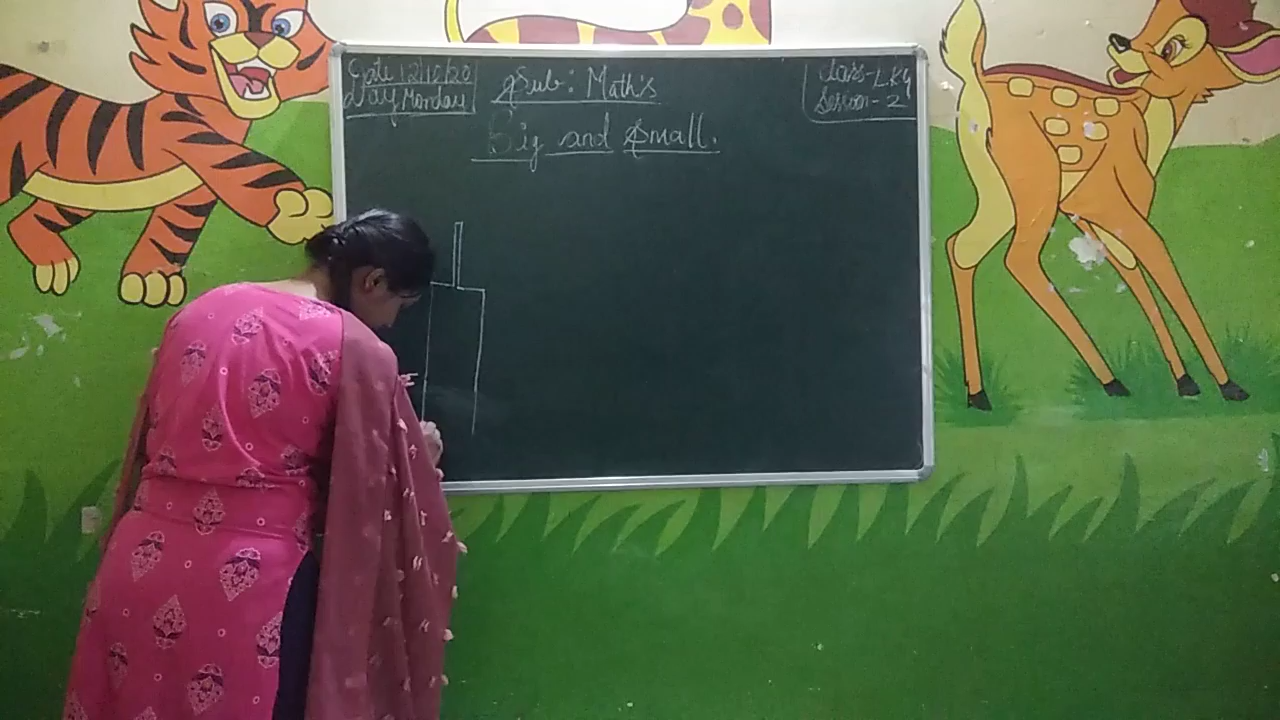 Date 12/10/20
Day Monday
Sub: Maths
Class-LKG
Session-2
Big and Small.